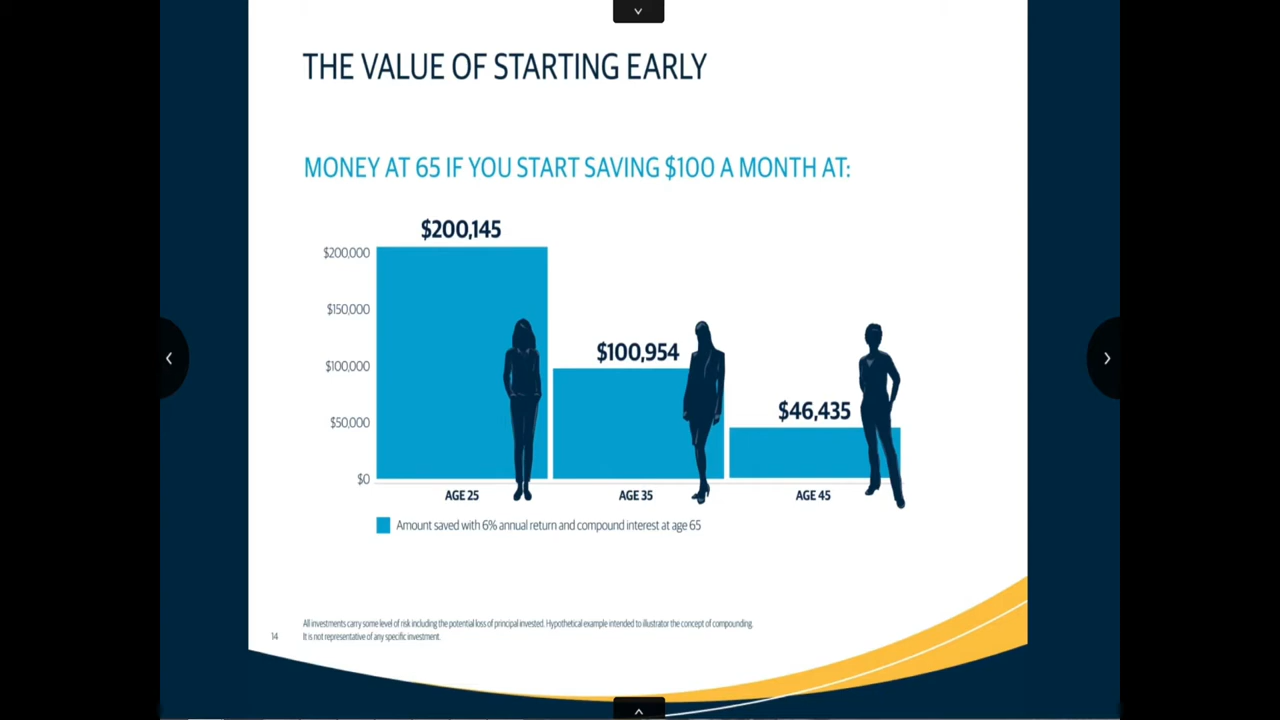 THE VALUE OF STARTING EARLY
MONEY AT 65 IF YOU START SAVING $100 A MONTH AT:
$200,145
$200,000
$150,000
$100,954
$100,000
$46,435
$50,000
$0
AGE 25
AGE 35
AGE 45
Amount saved with 6% annual return and compound interest at age 65
All investments carry some level of risk including the potential loss of principal invested. Hypothetical example intended to illustrator the concept of compounding.
14
It is not representative of any specific investment.